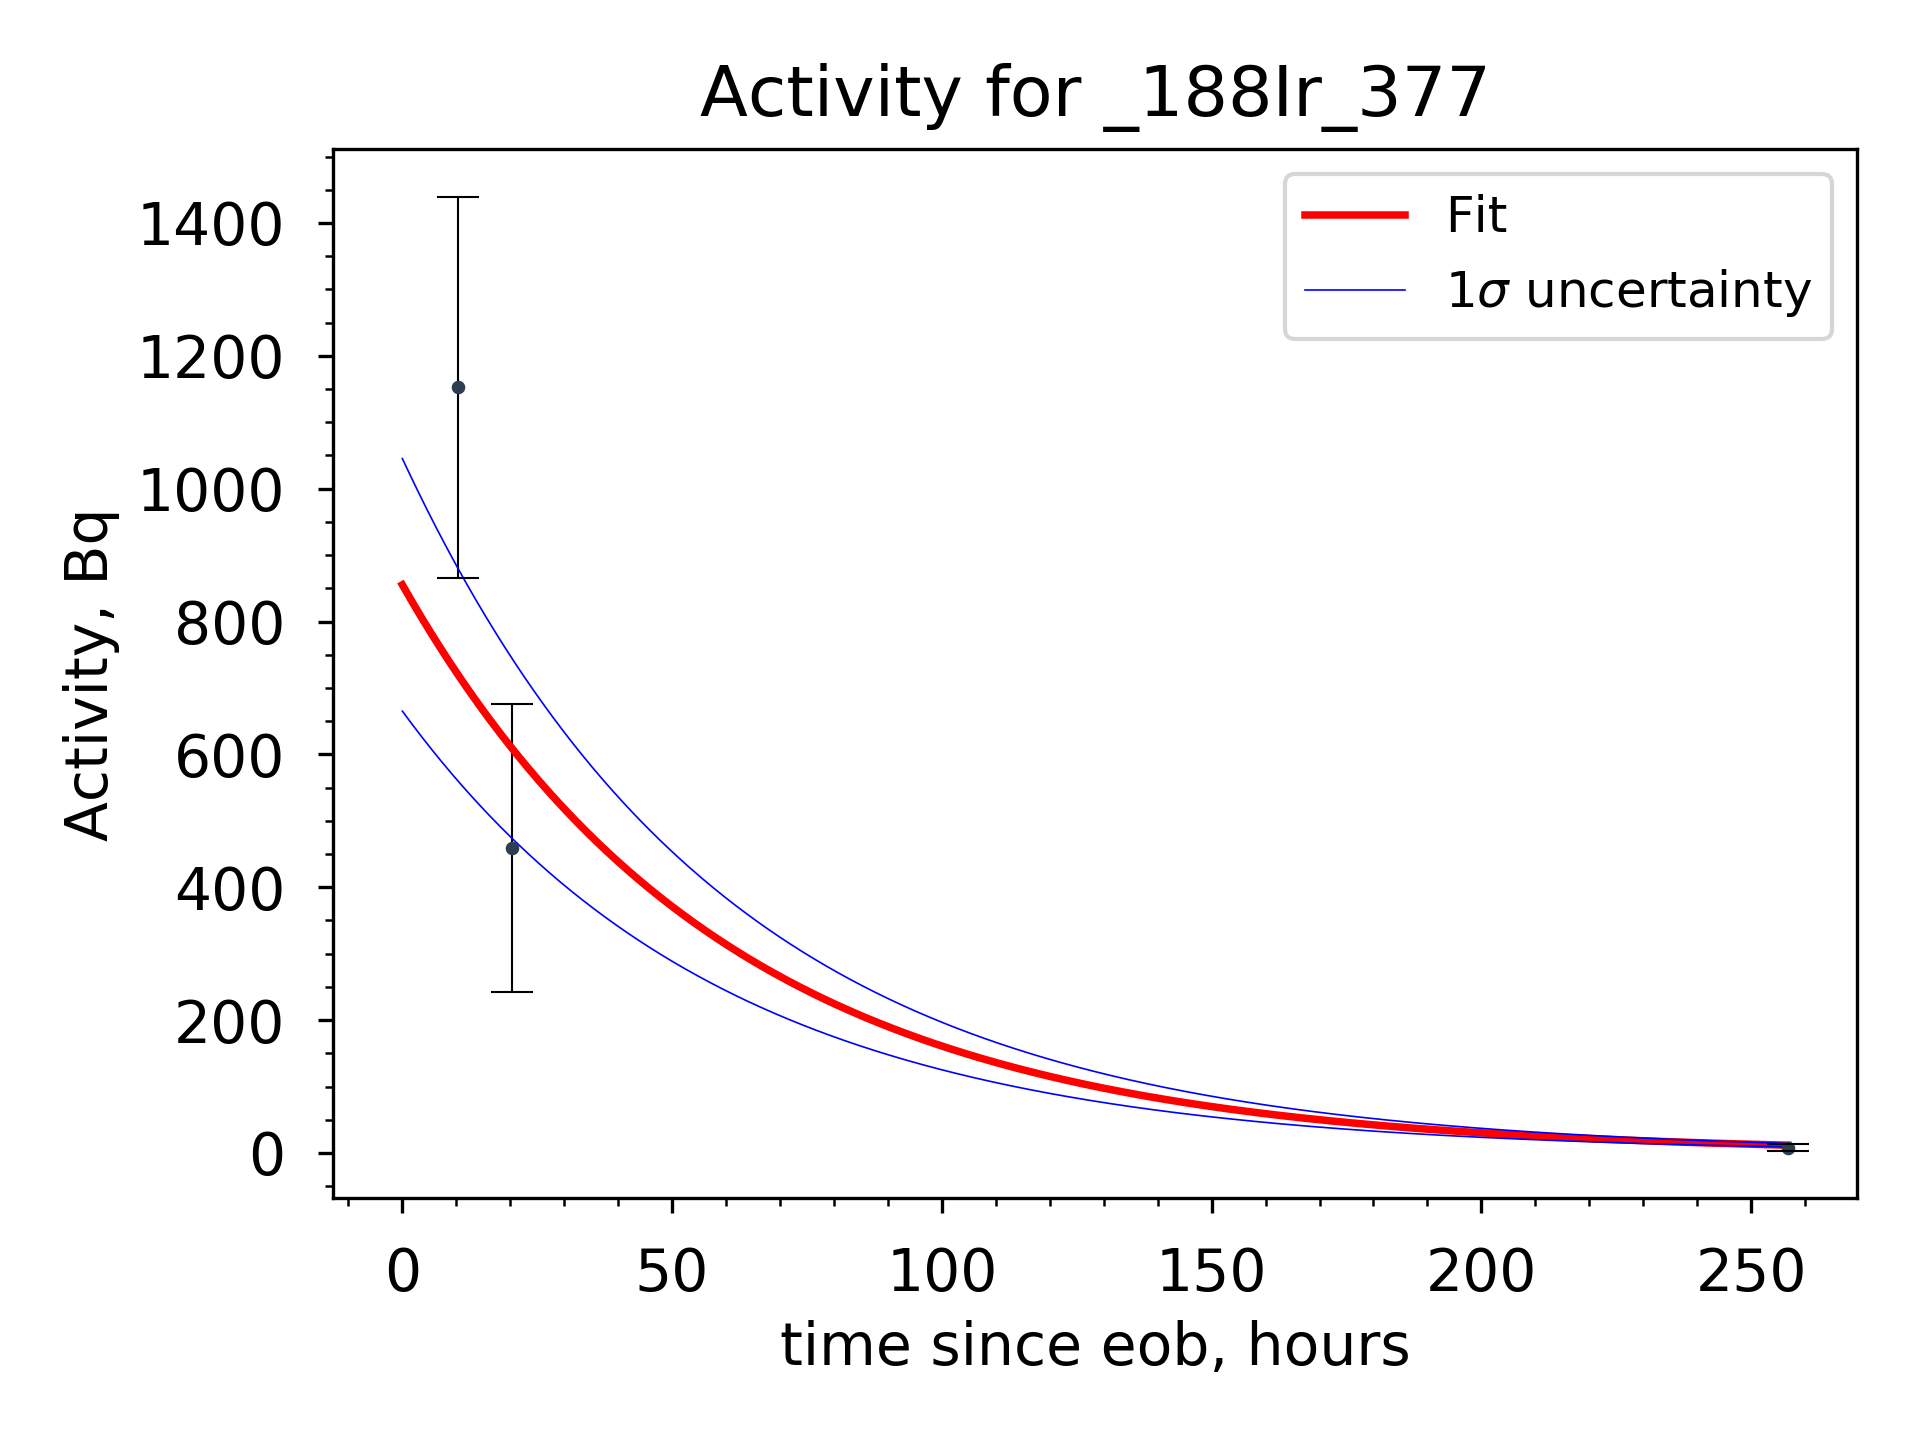 Activity for _188Ir_377
Fit
1σ uncertainty
Activity, Bq
1400
1200
1000
800
600
400
200
0
0 50 100 150 200 250
time since eob, hours